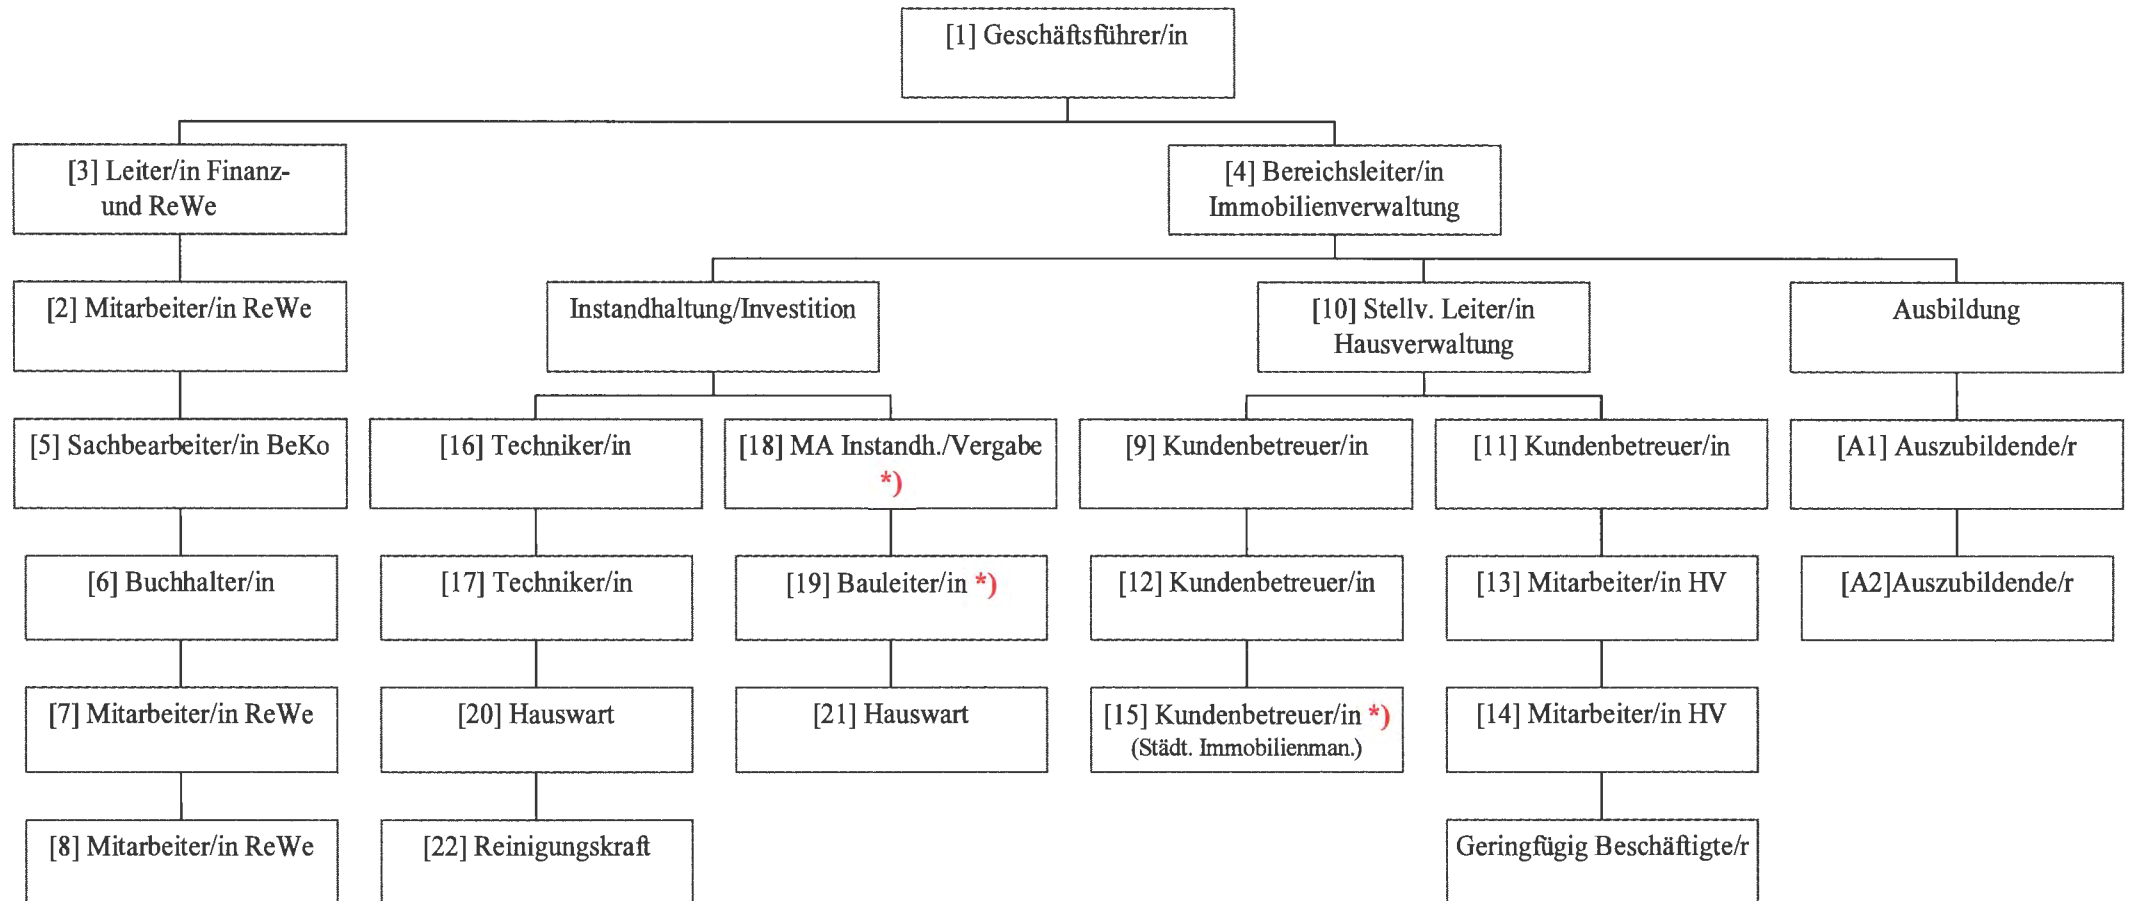 [1] Geschäftsführer/in
[3] Leiter/in Finanz-
und ReWe
[4] Bereichsleiter/in
Immobilienverwaltung
[2] Mitarbeiter/in ReWe
Instandhaltung/Investition
[10] Stellv. Leiter/in
Hausverwaltung
Ausbildung
[5] Sachbearbeiter/in BeKo
[16] Techniker/in
[18] MA Instandh./Vergabe
*)
[9] Kundenbetreuer/in
[11] Kundenbetreuer/in
[A1] Auszubildende/r
[6] Buchhalter/in
[17] Techniker/in
[19] Bauleiter/in *)
[12] Kundenbetreuer/in
[13] Mitarbeiter/in HV
[A2]Auszubildende/r
[7] Mitarbeiter/in ReWe
[20] Hauswart
[21] Hauswart
[15] Kundenbetreuer/in *)
(Städt. Immobilienman.)
[14] Mitarbeiter/in HV
[8] Mitarbeiter/in ReWe
[22] Reinigungskraft
Geringfügig Beschäftigte/r